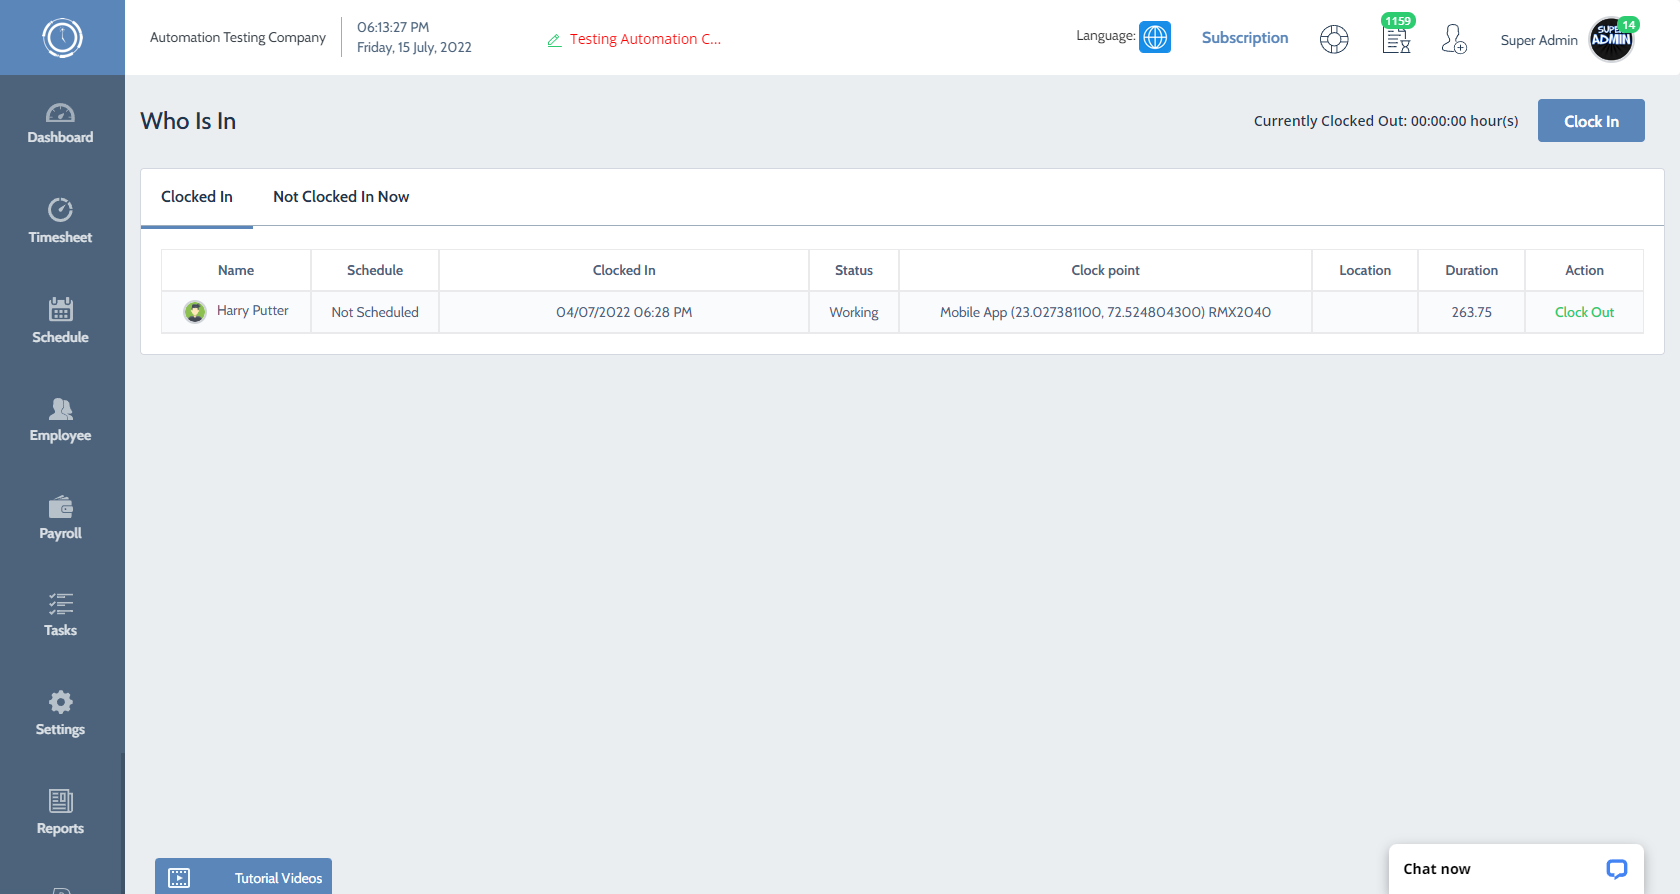 Automation Testing Company
06:13:27 PM
Friday, 15 July, 2022
Testing Automation C...
Language:
Subscription
1159
Super Admin
SUPER
ADMIN
14
Dashboard
Timesheet
Schedule
Employee
Payroll
Tasks
Settings
Reports
Who Is In
Currently Clocked Out: 00:00:00 hour(s)
Clock In
Clocked In
Not Clocked In Now
Name Schedule Clocked In Status Clock point Location Duration Action
Harry Putter Not Scheduled 04/07/2022 06:28 PM Working Mobile App (23.027381100, 72.524804300) RMX2040 263.75 Clock Out
Tutorial Videos
Chat now